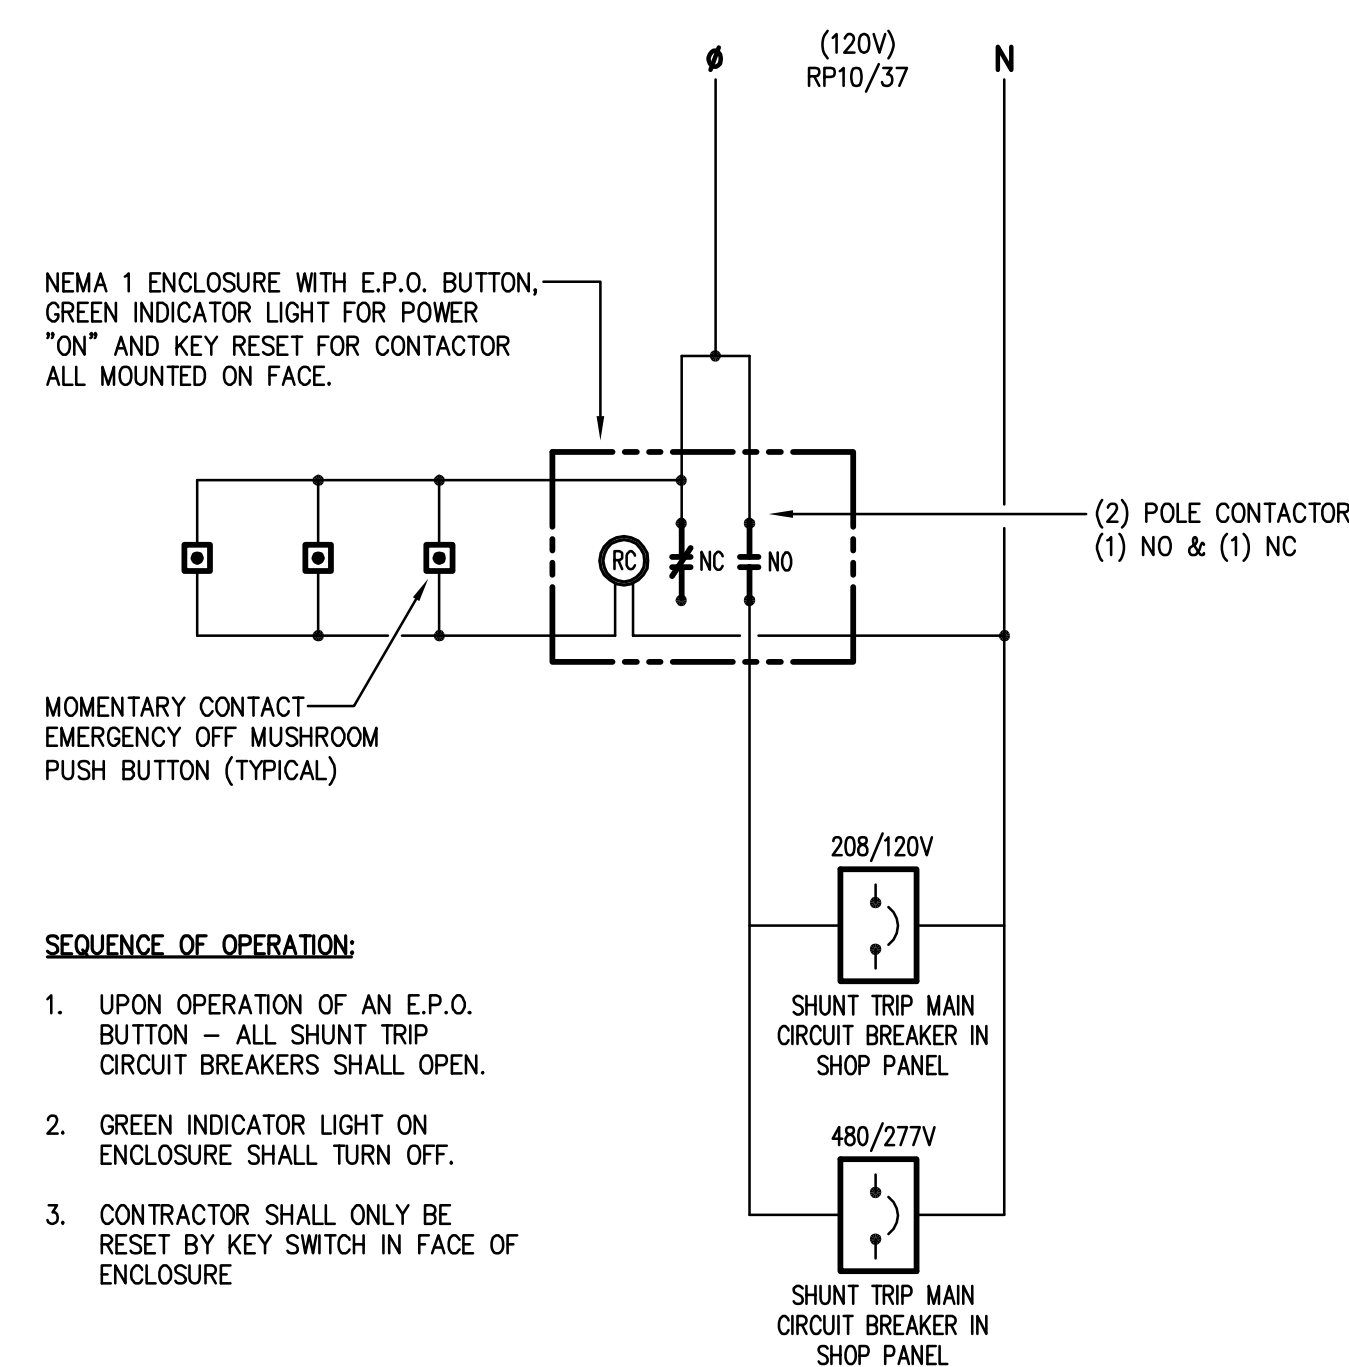 ø
(120V)
RP10/37
N
NEMA 1 ENCLOSURE WITH E.P.O. BUTTON,
GREEN INDICATOR LIGHT FOR POWER
"ON" AND KEY RESET FOR CONTACTOR
ALL MOUNTED ON FACE.
(2) POLE CONTACTOR
(1) NO & (1) NC
RC
NC
NO
MOMENTARY CONTACT
EMERGENCY OFF MUSHROOM
PUSH BUTTON (TYPICAL)
208/120V
SHUNT TRIP MAIN
CIRCUIT BREAKER IN
SHOP PANEL
480/277V
SHUNT TRIP MAIN
CIRCUIT BREAKER IN
SHOP PANEL
SEQUENCE OF OPERATION:
1. UPON OPERATION OF AN E.P.O.
BUTTON – ALL SHUNT TRIP
CIRCUIT BREAKERS SHALL OPEN.
2. GREEN INDICATOR LIGHT ON
ENCLOSURE SHALL TURN OFF.
3. CONTRACTOR SHALL ONLY BE
RESET BY KEY SWITCH IN FACE OF
ENCLOSURE